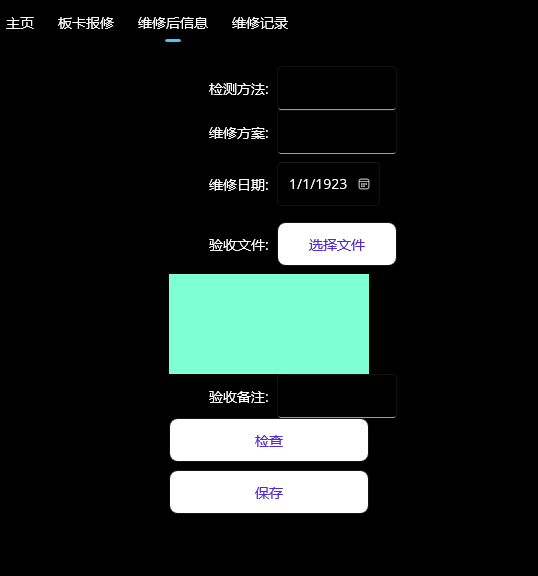 主页 板卡报修 维修后信息 维修记录
检测方法:
维修方案:
维修日期: 1/1/1923
验收文件: 选择文件
验收备注:
检查
保存